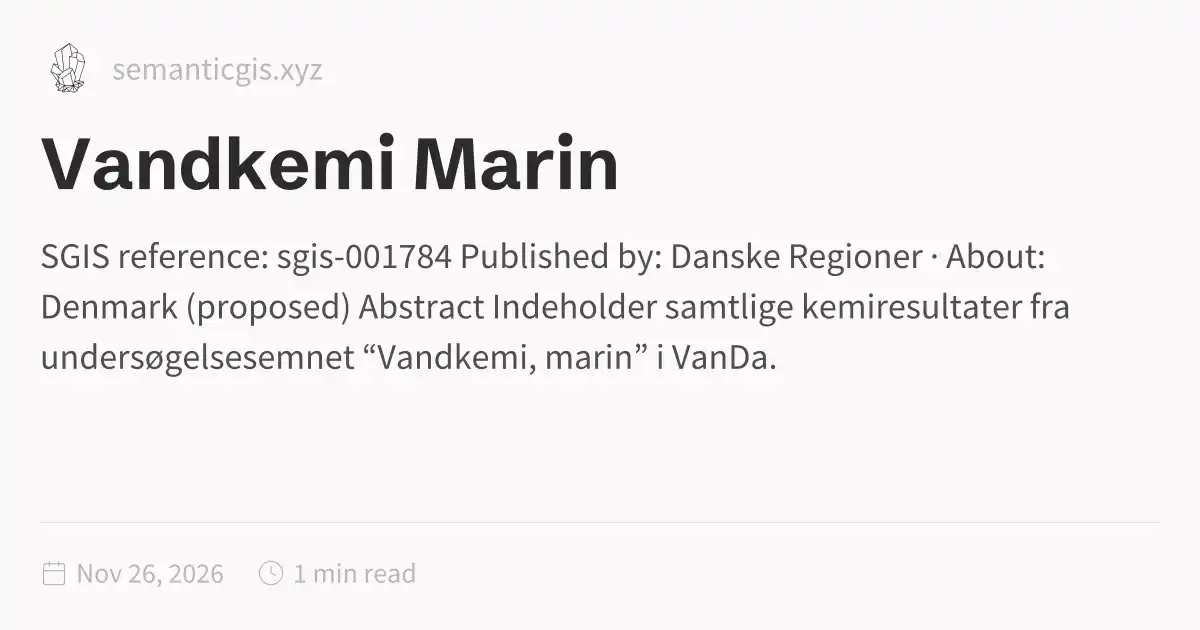 semanticgis.xyz
Vandkemi Marin
SGIS reference: sgis-001784 Published by: Danske Regioner · About:
Denmark (proposed) Abstract Indeholder samtlige kemiresultater fra
undersøgelsesemnet “Vandkemi, marin” i VanDa.
Nov 26, 2026 1 min read